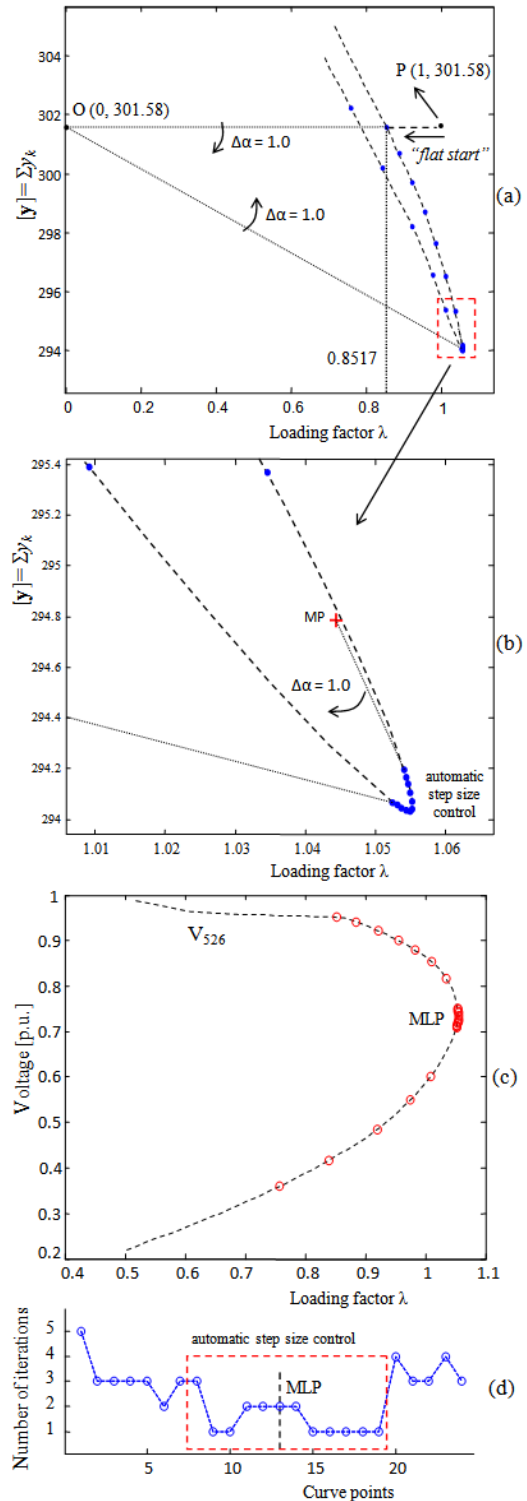 304
302
300
298
296
294
[y]= Σyk
O (0, 301.58)
P (1, 301.58)
Δα = 1.0
"flat start"
(a)
Δα = 1.0
0.8517
0 0.2 0.4 0.6 0.8 1
Loading factor λ
295.4
295.2
295
294.8
294.6
294.4
294.2
294
[y]= Σyk
MP
(b)
Δα = 1.0
automatic
step size
control
1.01 1.02 1.03 1.04 1.05 1.06
Loading factor λ
1
0.9
0.8
0.7
0.6
0.5
0.4
0.3
0.2
Voltage [p.u.]
V526
MLP
(c)
0.4 0.5 0.6 0.7 0.8 0.9 1 1.1
Loading factor λ
Number of iterations
5
4
3
2
1
automatic step size control
MLP
(d)
5 10 15 20
Curve points